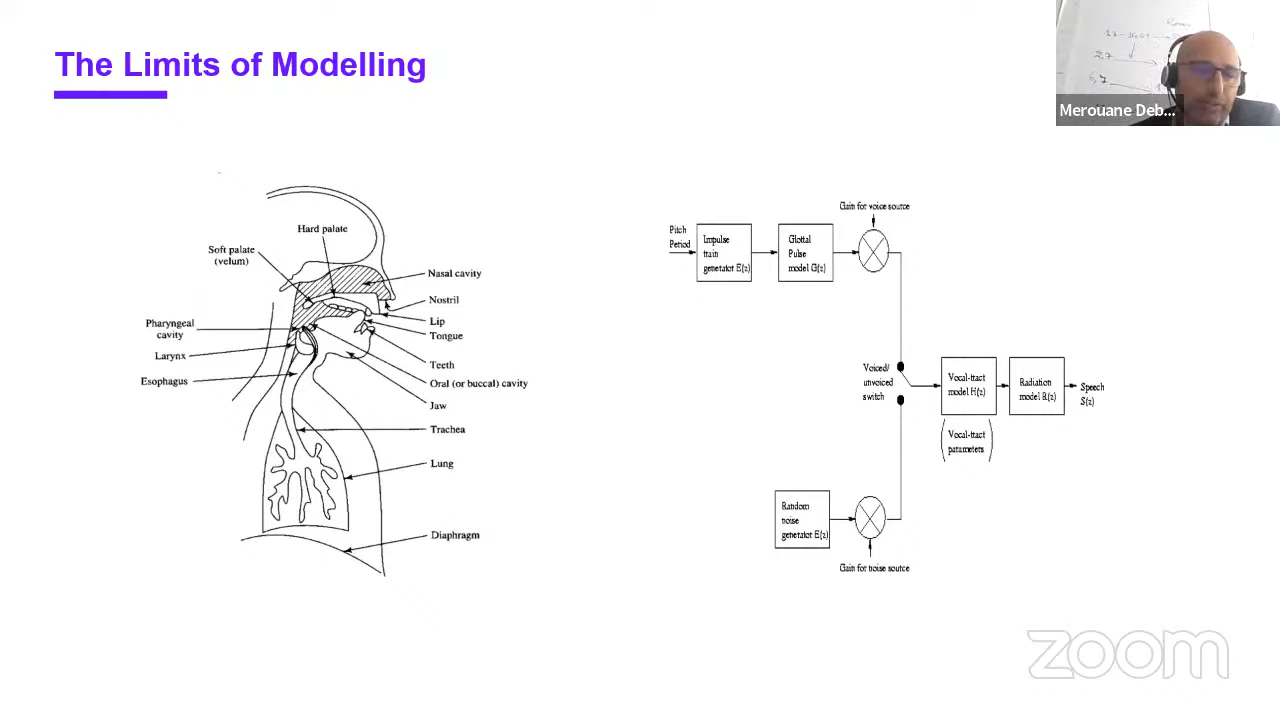 The Limits of Modelling
Merouane Deb...
Hard palate
Soft palate
(velum)
Nasal cavity
Nostril
Lip
Tongue
Pharyngeal
cavity
Larynx
Teeth
Esophagus
Oral (or buccal) cavity
Jaw
Trachea
Lung
Diaphragm
Gain for voice source
Pitch
Period
Impulse
train
generator E(z)
Glottal
Pulse
model G(z)
Voiced/
unvoiced
switch
Vocal-tract
model H(z)
Radiation
model R(z)
Speech
S(z)
Vocal-tract
parameters
Random
noise
generator E(z)
Gain for noise source
zoom